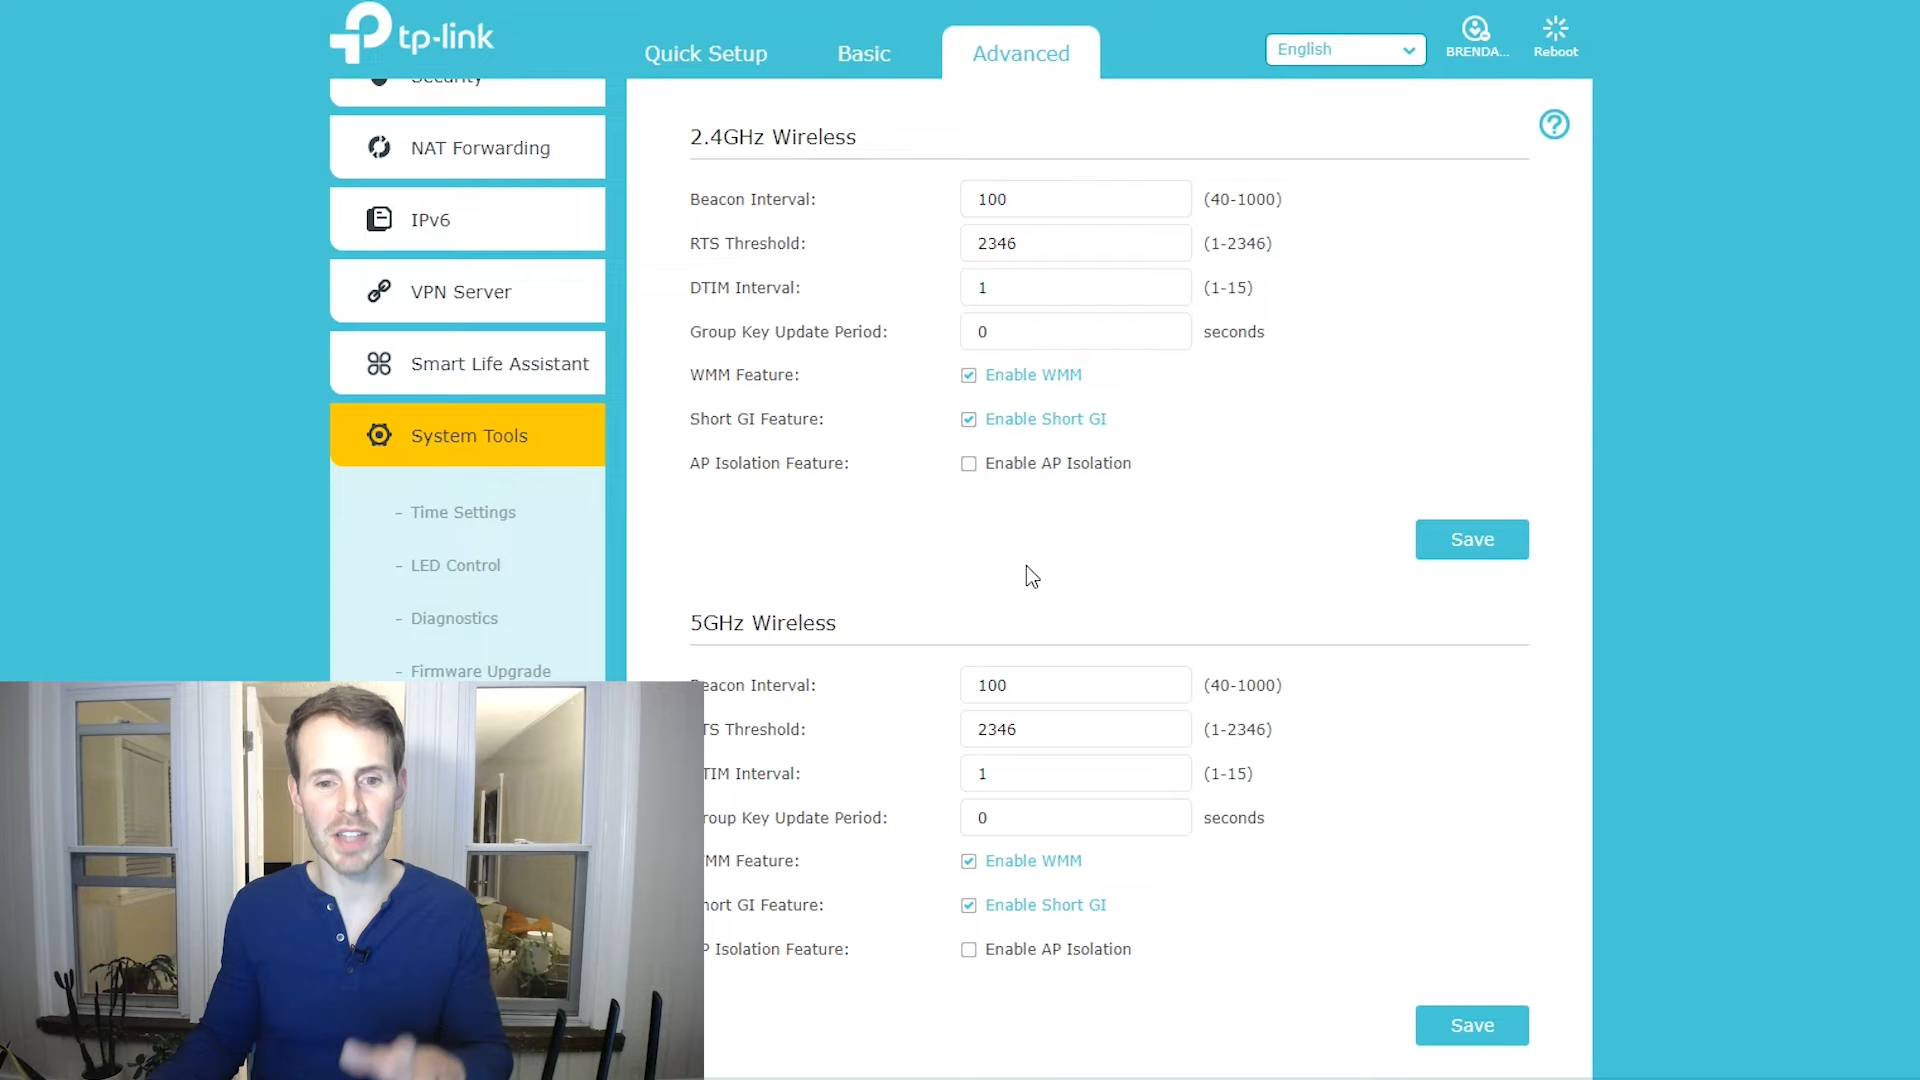 tp-link
Quick Setup
Basic
Advanced
English
BRENDA...
Reboot
Security
NAT Forwarding
IPv6
VPN Server
Smart Life Assistant
System Tools
- Time Settings
- LED Control
- Diagnostics
- Firmware Upgrade
2.4GHz Wireless
?
Beacon Interval: 100 (40-1000)
RTS Threshold: 2346 (1-2346)
DTIM Interval: 1 (1-15)
Group Key Update Period: 0 seconds
WMM Feature: Enable WMM
Short GI Feature: Enable Short GI
AP Isolation Feature: Enable AP Isolation
Save
5GHz Wireless
Beacon Interval: 100 (40-1000)
TS Threshold: 2346 (1-2346)
TIM Interval: 1 (1-15)
roup Key Update Period: 0 seconds
MM Feature: Enable WMM
hort GI Feature: Enable Short GI
P Isolation Feature: Enable AP Isolation
Save